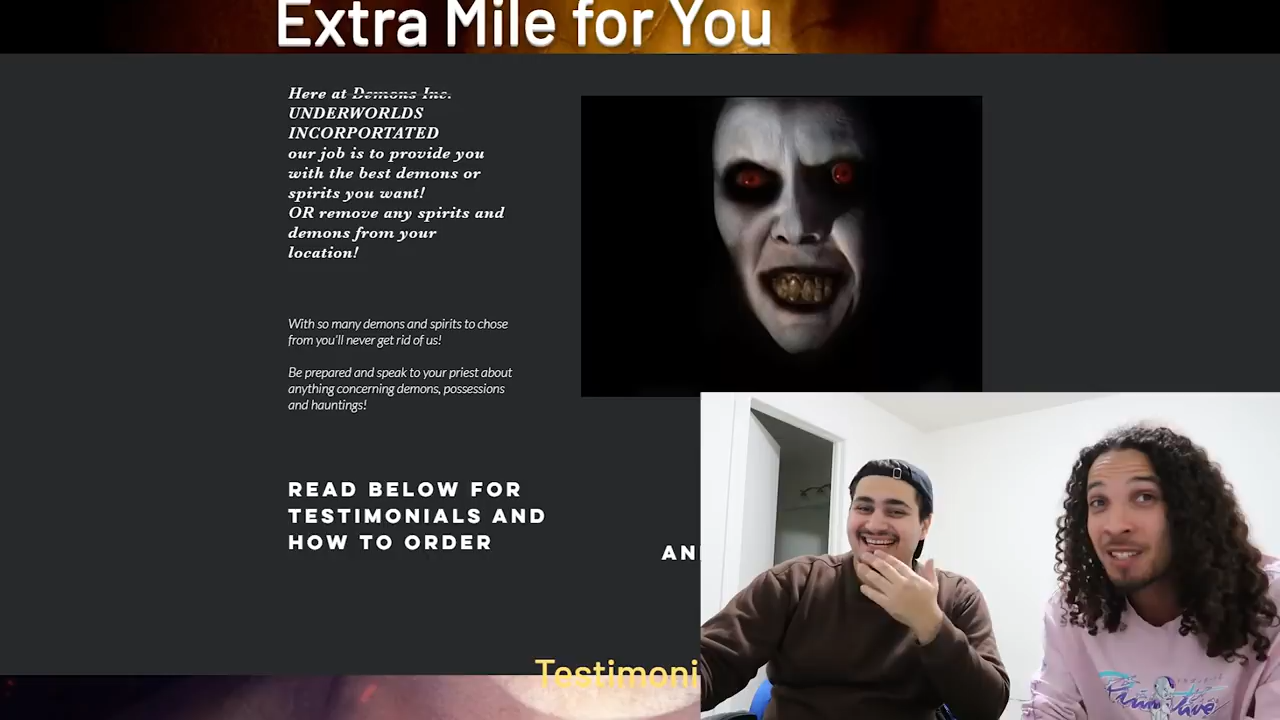 Extra Mile for You
Here at Demons Inc.
UNDERWORLDS
INCORPORTATED
our job is to provide you
with the best demons or
spirits you want!
OR remove any spirits and
demons from your
location!
With so many demons and spirits to chose
from you'll never get rid of us!
Be prepared and speak to your priest about
anything concerning demons, possessions
and hauntings!
READ BELOW FOR
TESTIMONIALS AND
HOW TO ORDER
AN
Testimoni
Primitive